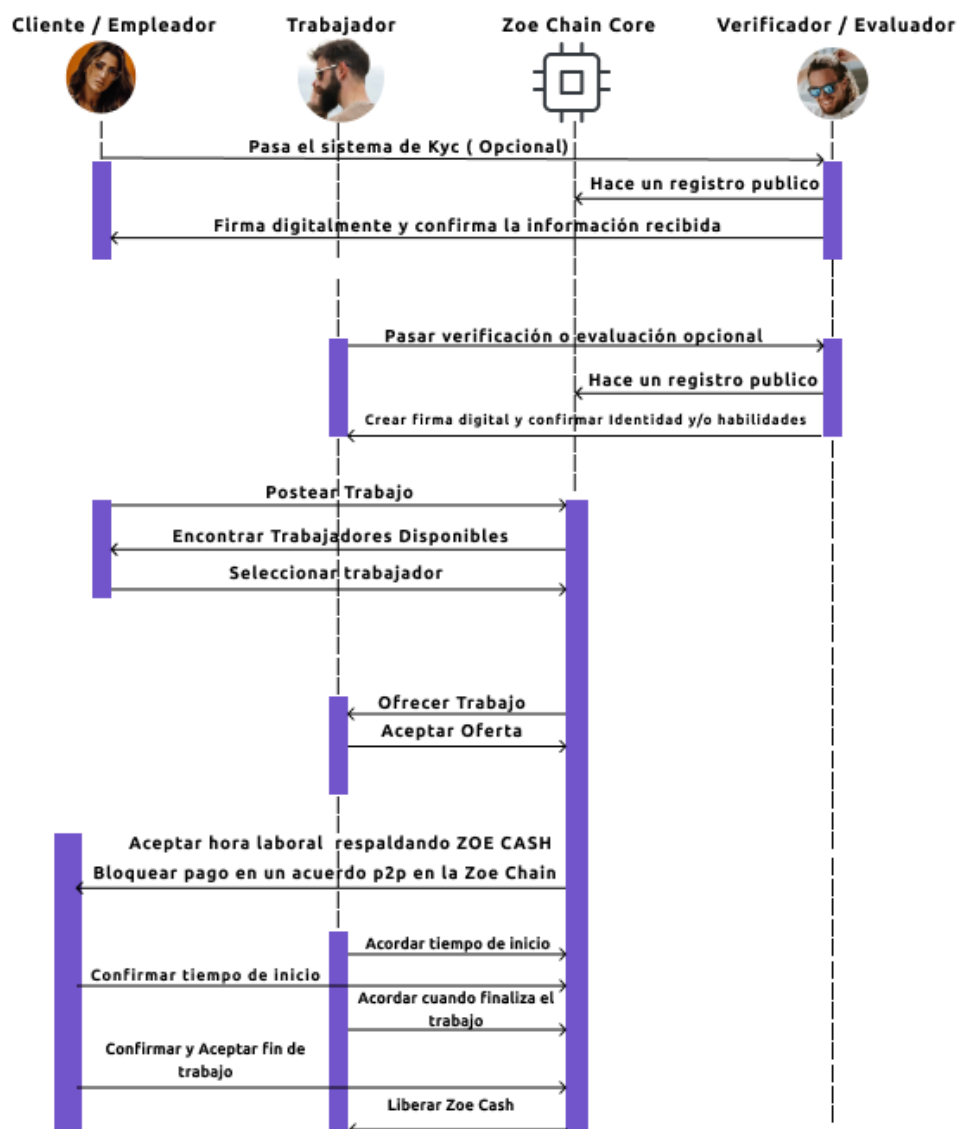 Cliente / Empleador
Trabajador
Zoe Chain Core
Verificador / Evaluador
Pasa el sistema de Kyc ( Opcional)
Hace un registro publico
Firma digitalmente y confirma la información recibida
Pasar verificación o evaluación opcional
Hace un registro publico
Crear firma digital y confirmar Identidad y/o habilidades
Postear Trabajo
Encontrar Trabajadores Disponibles
Seleccionar trabajador
Ofrecer Trabajo
Aceptar Oferta
Aceptar hora laboral respaldando ZOE CASH
Bloquear pago en un acuerdo p2p en la Zoe Chain
Acordar tiempo de inicio
Confirmar tiempo de inicio
Acordar cuando finaliza el
trabajo
Confirmar y Aceptar fin de
trabajo
Liberar Zoe Cash